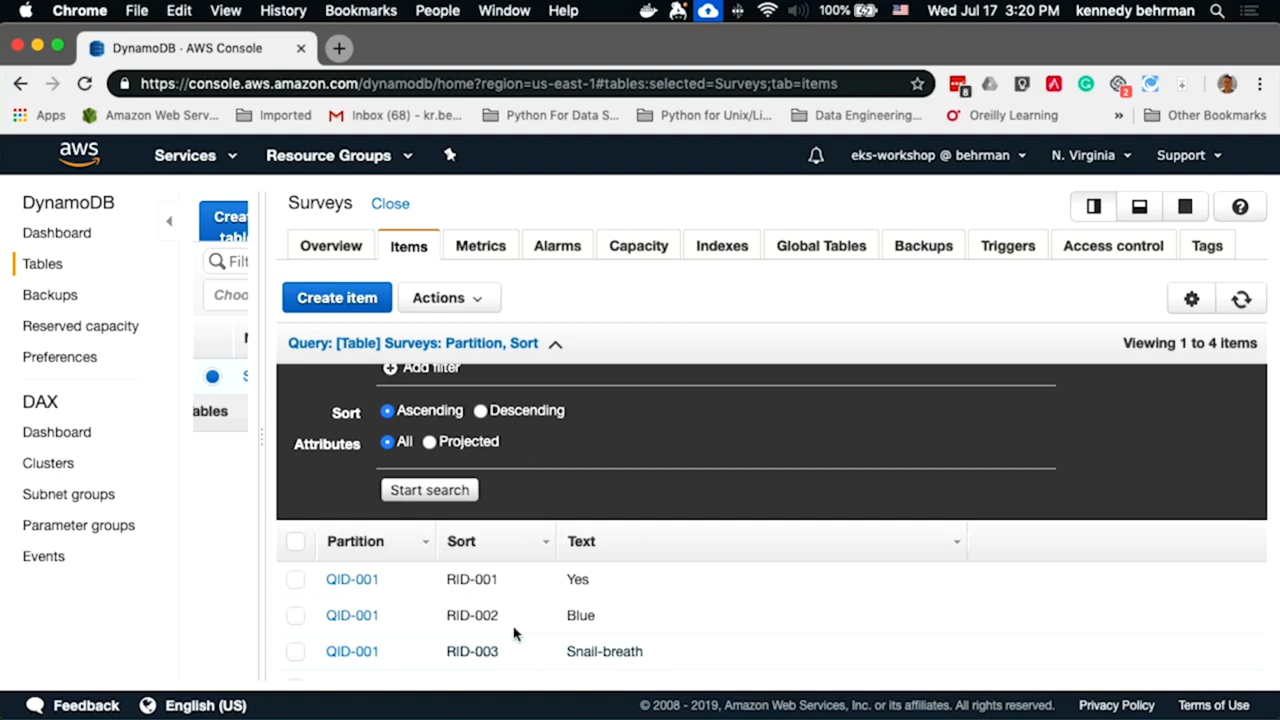 Chrome File Edit View History Bookmarks People Window Help 100% Wed Jul 17 3:20 PM kennedy behrman
DynamoDB · AWS Console
https://console.aws.amazon.com/dynamodb/home?region=us-east-1#tables:selected=Surveys;tab=items
Apps Amazon Web Serv... Imported Inbox (68) - kr.be... Python For Data S... Python for Unix/Li... Data Engineering... Oreilly Learning » Other Bookmarks
aws Services Resource Groups eks-workshop @ behrman N. Virginia Support
DynamoDB
Dashboard
Tables
Backups
Reserved capacity
Preferences
DAX
Dashboard
Clusters
Subnet groups
Parameter groups
Events
Crea
tabl
Filt
Choo
ables
Surveys Close
Overview Items Metrics Alarms Capacity Indexes Global Tables Backups Triggers Access control Tags
Create item Actions
Query: [Table] Surveys: Partition, Sort Viewing 1 to 4 items
Add filter
Sort Ascending Descending
Attributes All Projected
Start search
Partition Sort Text
QID-001 RID-001 Yes
QID-001 RID-002 Blue
QID-001 RID-003 Snail-breath
Feedback English (US) © 2008 - 2019, Amazon Web Services, Inc. or its affiliates. All rights reserved. Privacy Policy Terms of Use